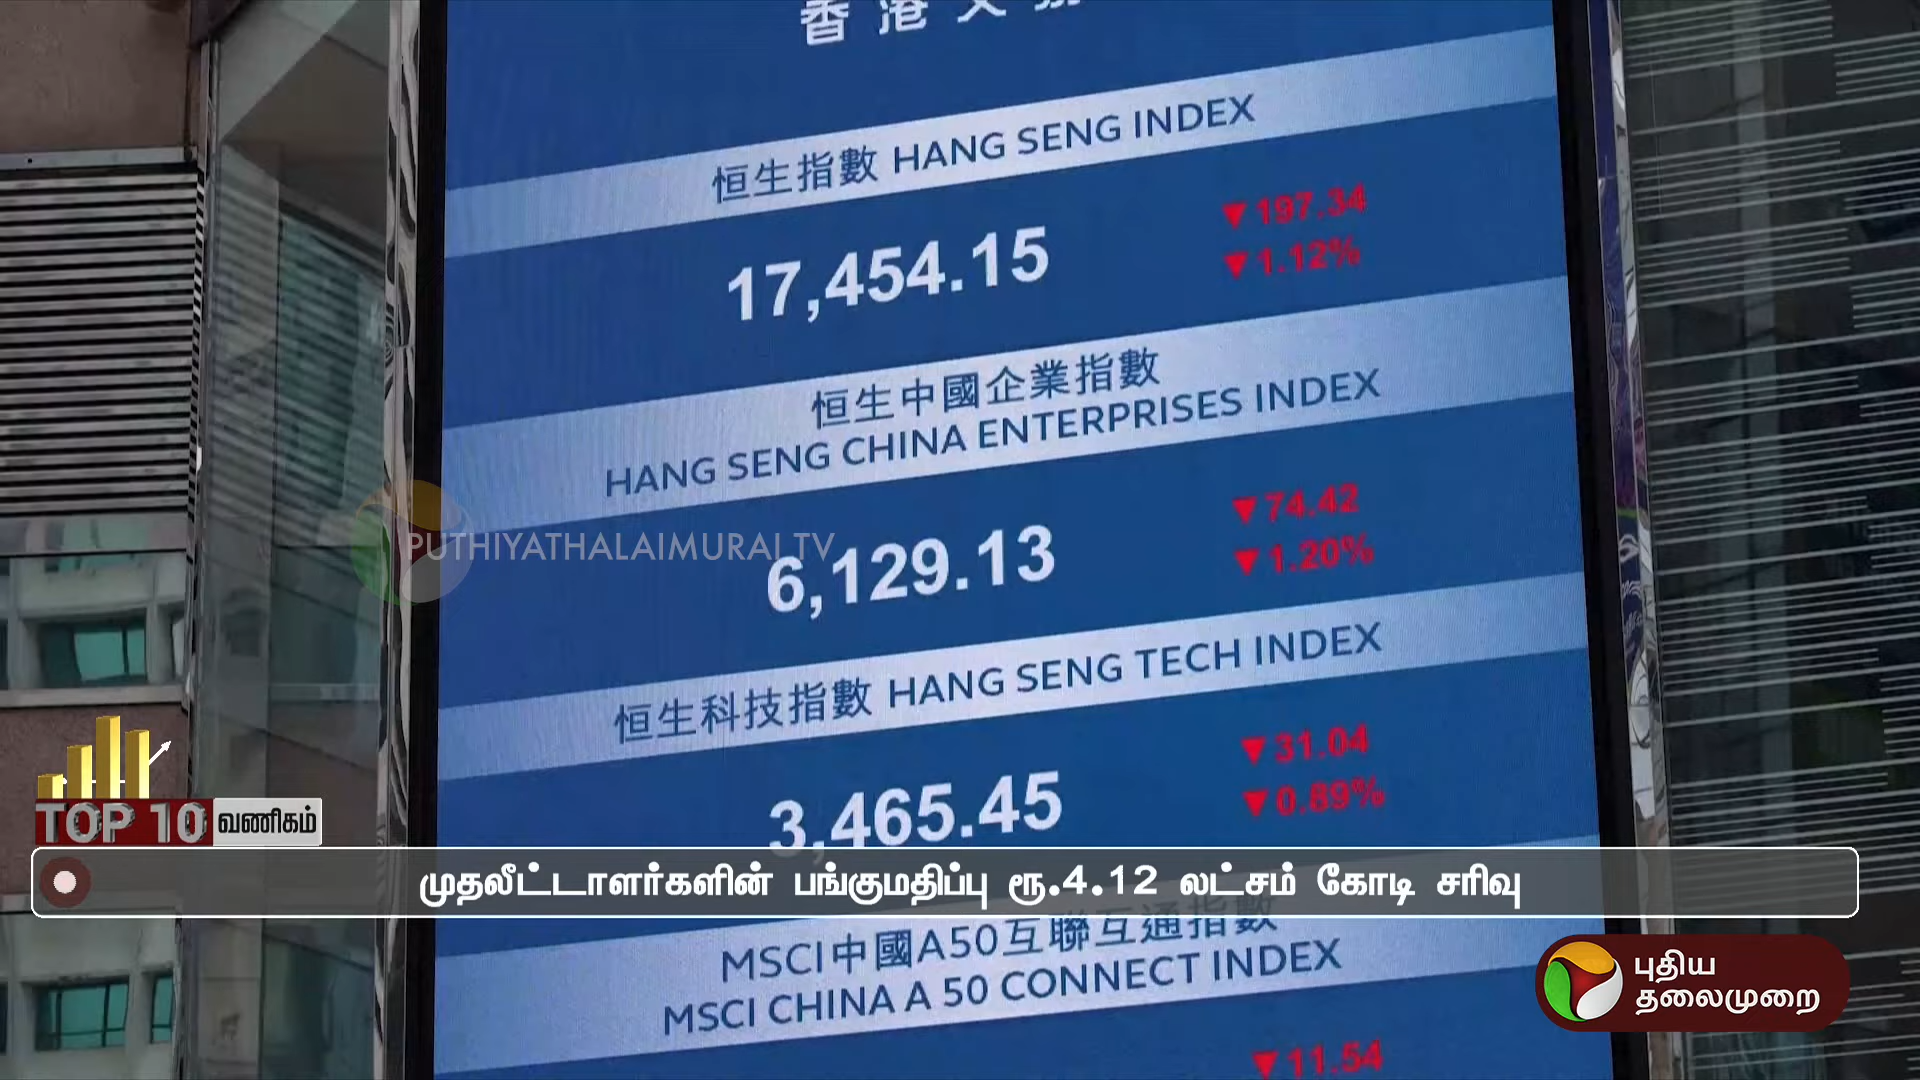 香港交
恒生指數 HANG SENG INDEX
17,454.15
▼197.34
▼1.12%
恒生中國企業指數
HANG SENG CHINA ENTERPRISES INDEX
6,129.13
▼74.42
▼1.20%
PUTHIYATHALAIMURAI TV
恒生科技指數 HANG SENG TECH INDEX
3,465.45
▼31.04
▼0.89%
TOP 10 வணிகம்
முதலீட்டாளர்களின் பங்குமதிப்பு ரூ.4.12 லட்சம் கோடி சரிவு
MSCI中國A50互聯互通指數
MSCI CHINA A 50 CONNECT INDEX
▼11.54
புதிய
தலைமுறை